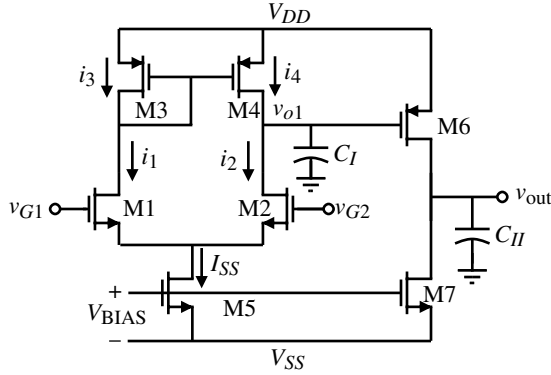 V_DD
i_3
i_4
M3
M4
v_o1
M6
i_1
i_2
C_I
v_G1
M1
M2
v_G2
v_out
C_II
I_SS
+
V_BIAS
M5
M7
−
V_SS